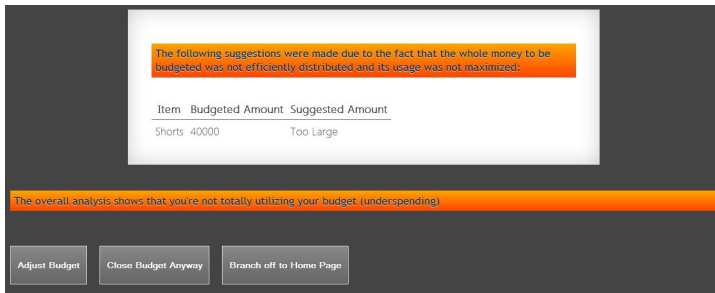 The following suggestions were made due to the fact that the whole money to be
budgeted was not efficiently distributed and its usage was not maximized:
Item Budgeted Amount Suggested Amount
Shorts 40000 Too Large
The overall analysis shows that you're not totally utilizing your budget (underspending)
Adjust Budget Close Budget Anyway Branch off to Home Page